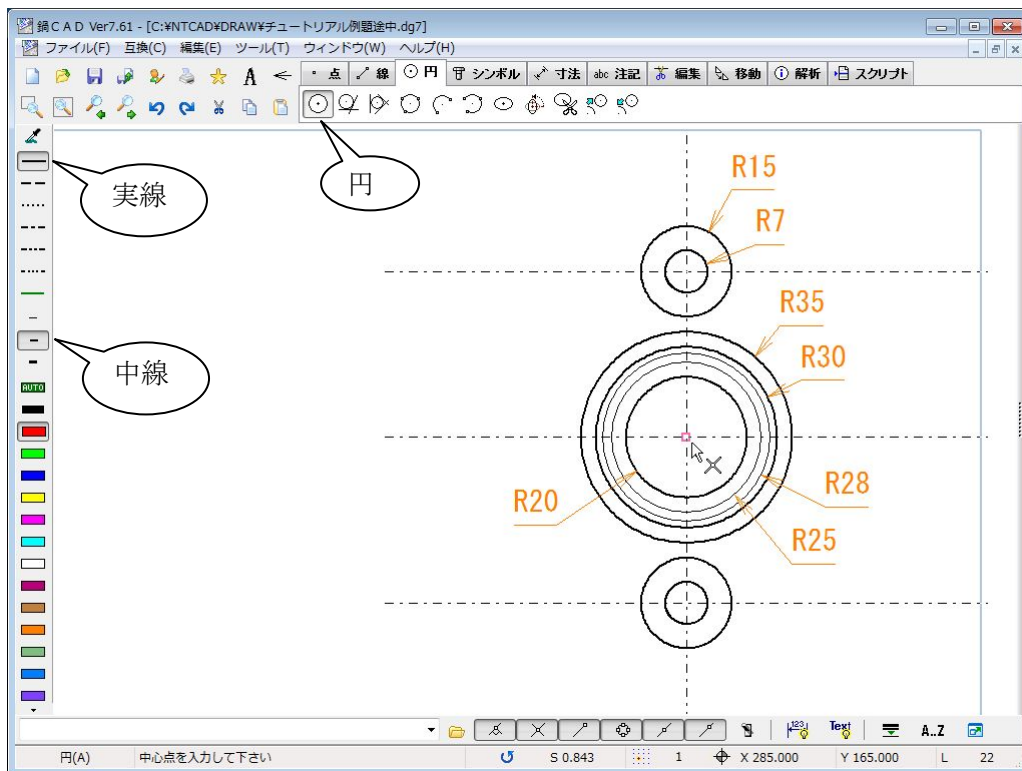 鍋CAD Ver7.61 - [C:¥NTCAD¥DRAW¥チュートリアル例題途中.dg7]
ファイル(F) 互換(C) 編集(E) ツール(T) ウィンドウ(W) ヘルプ(H)
点 線 円 シンボル 寸法 abc 注記 編集 移動 解析 スクリプト
A
実線
円
中線
AUTO
R15
R7
R35
R30
R20
R28
R25
123 Text A..Z
円(A) 中心点を入力して下さい S 0.843 1 X 285.000 Y 165.000 L 22